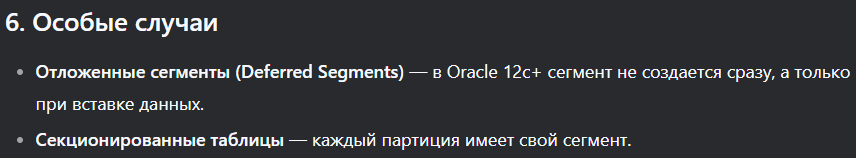 6. Особые случаи
• Отложенные сегменты (Deferred Segments) — в Oracle 12c+ сегмент не создается сразу, а только
при вставке данных.
• Секционированные таблицы — каждый партиция имеет свой сегмент.